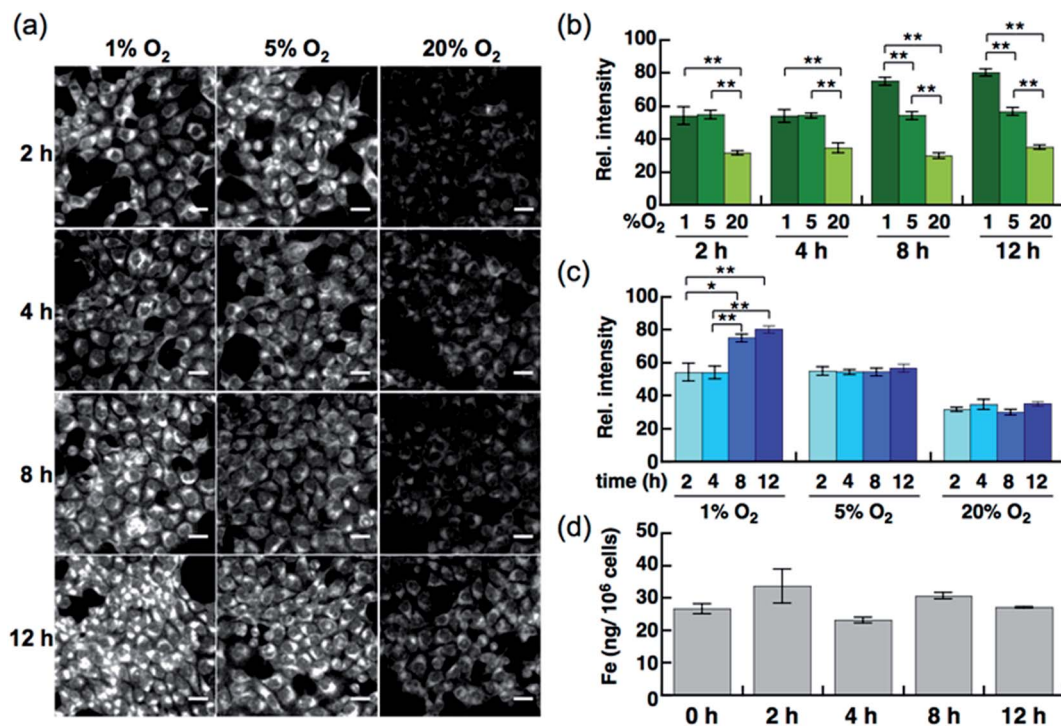 (a)
1% O₂ 5% O₂ 20% O₂
2 h
4 h
8 h
12 h
(b)
Rel. intensity
100
80
60
40
20
0
** ** ** ** ** ** ** ** ** **
%O₂ 1 5 20 1 5 20 1 5 20 1 5 20
2 h 4 h 8 h 12 h
(c)
Rel. intensity
100
80
60
40
20
0
**
*
**
**
time (h) 2 4 8 12 2 4 8 12 2 4 8 12
1% O₂ 5% O₂ 20% O₂
(d)
Fe (ng/ 10⁶ cells)
50
40
30
20
10
0
0 h 2 h 4 h 8 h 12 h